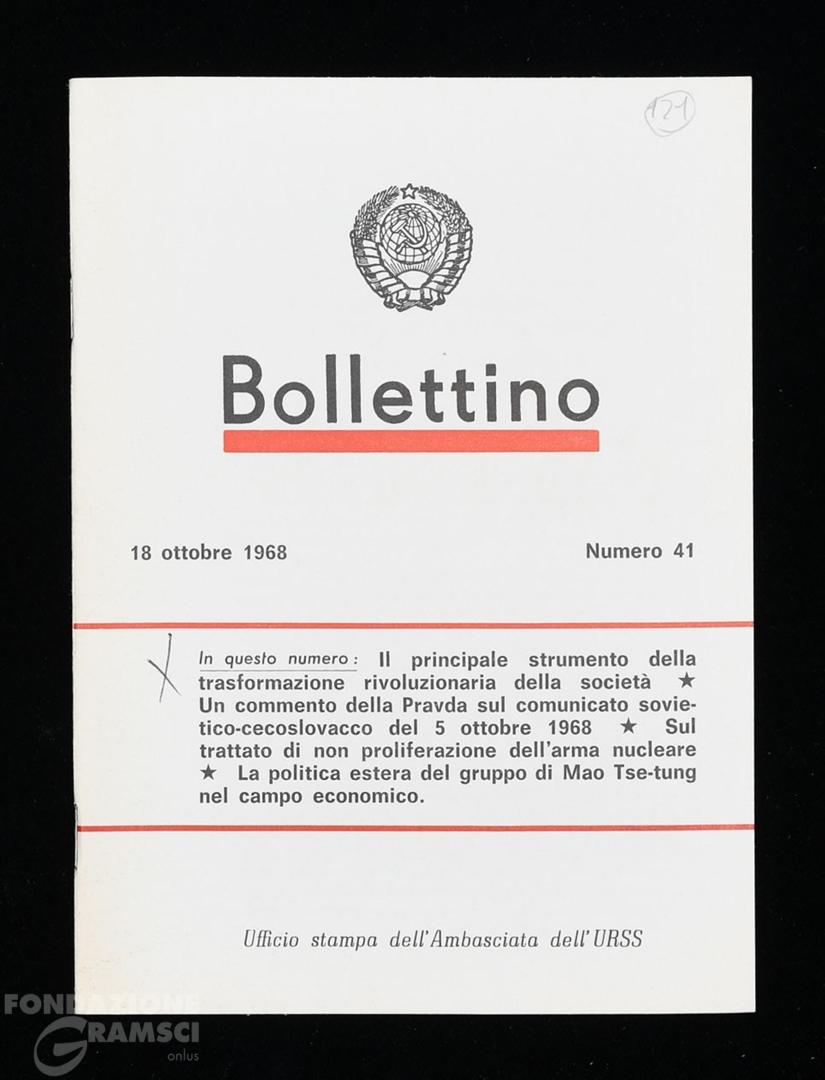 121
Bollettino
18 ottobre 1968
Numero 41
In questo numero: Il principale strumento della
trasformazione rivoluzionaria della società ★
Un commento della Pravda sul comunicato sovie-
tico-cecoslovacco del 5 ottobre 1968 ★ Sul
trattato di non proliferazione dell'arma nucleare
★ La politica estera del gruppo di Mao Tse-tung
nel campo economico.
Ufficio stampa dell'Ambasciata dell'URSS
FONDAZIONE
GRAMSCI
onlus